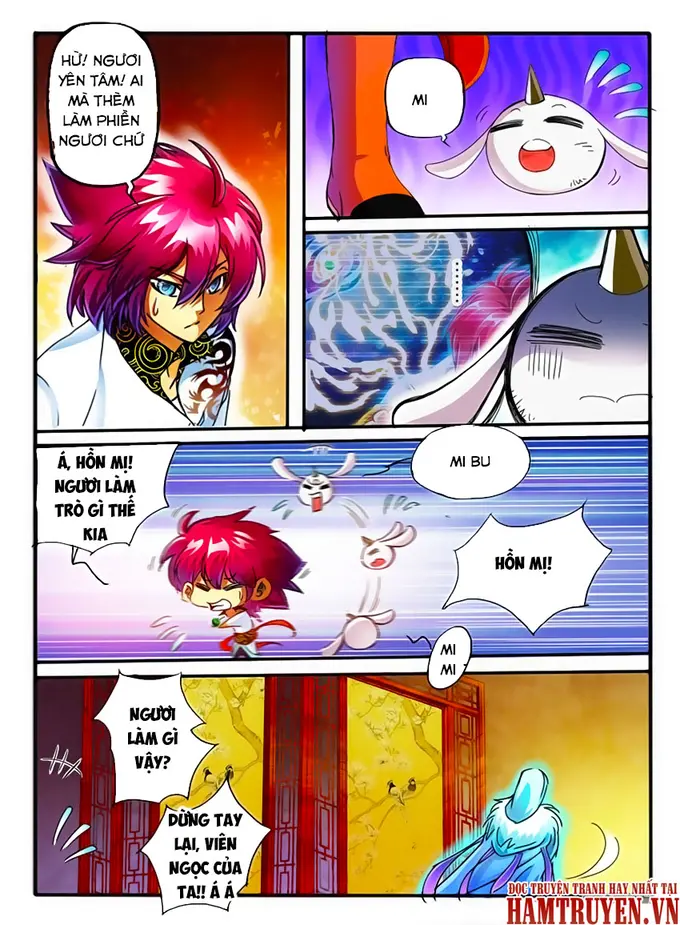 HỪ! NGƯƠI
YÊN TÂM! AI
MÀ THÈM
LÀM PHIỀN
NGƯƠI CHỨ
MI
.......
Á, HỒN MỊ!
NGƯƠI LÀM
TRÒ GÌ THẾ
KIA
MI BU
HỒN MỊ!
MI
MI
NGƯƠI
LÀM GÌ
VẬY?
DỪNG TAY
LẠI, VIÊN
NGỌC CỦA
TA!! Á Á
ĐỌC TRUYỆN TRANH HAY NHẤT TẠI
HAMTRUYEN.VN